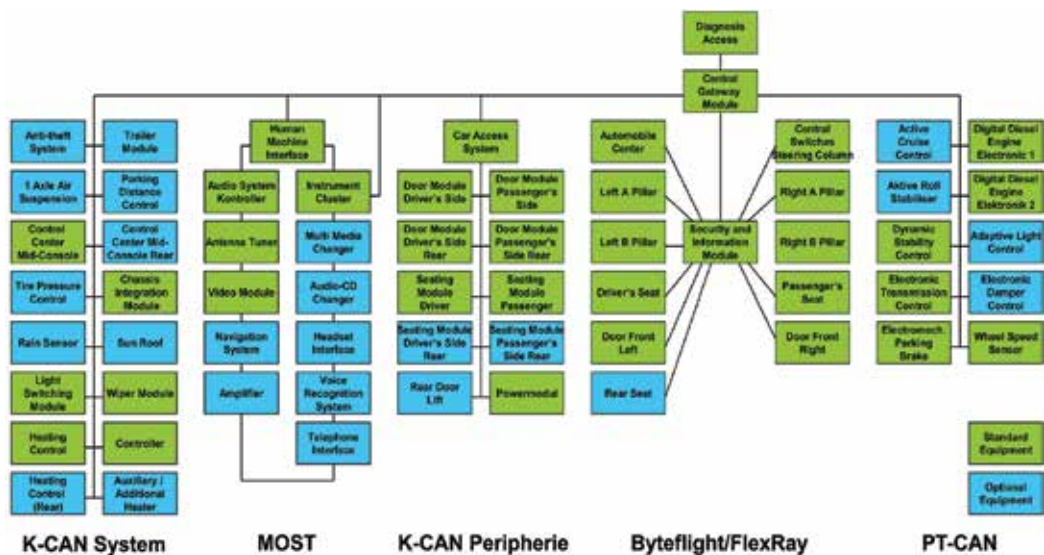 Diagnosis
Access
Central
Gateway
Module
Anti-theft
System
Trailer
Module
1 Axle Air
Suspension
Parking
Distance
Control
Control
Center
Mid-Console
Control
Center Mid-
Console Rear
Tire Pressure
Control
Chassis
Integration
Module
Rain Sensor
Sun Roof
Light
Switching
Module
Wiper Module
Heating
Control
Controller
Heating
Control
(Rear)
Auxiliary /
Additional
Heater
K-CAN System
Human
Machine
Interface
Audio System
Kontroller
Instrument
Cluster
Antenna Tuner
Multi Media
Changer
Video Module
Audio-CD
Changer
Navigation
System
Headset
Interface
Amplifier
Voice
Recognition
System
Telephone
Interface
MOST
Car Access
System
Door Module
Driver's Side
Door Module
Passenger's
Side
Door Module
Driver's Side
Rear
Door Module
Passenger's
Side Rear
Seating
Module
Driver
Seating
Module
Passenger
Seating Module
Driver's Side
Rear
Seating Module
Passenger's
Side Rear
Rear Door
Lift
Powermodul
K-CAN Peripherie
Automobile
Center
Control
Switches
Steering Column
Left A Pillar
Right A Pillar
Left B Pillar
Security and
Information
Module
Right B Pillar
Driver's Seat
Passenger's
Seat
Door Front
Left
Door Front
Right
Rear Seat
Byteflight/FlexRay
Active
Cruise
Control
Digital Diesel
Engine
Electronic 1
Aktive Roll
Stabiliser
Digital Diesel
Engine
Elektronik 2
Dynamic
Stability
Control
Adaptive Light
Control
Electronic
Transmission
Control
Electronic
Damper
Control
Electromech.
Parking
Brake
Wheel Speed
Sensor
Standard
Equipment
Optional
Equipment
PT-CAN